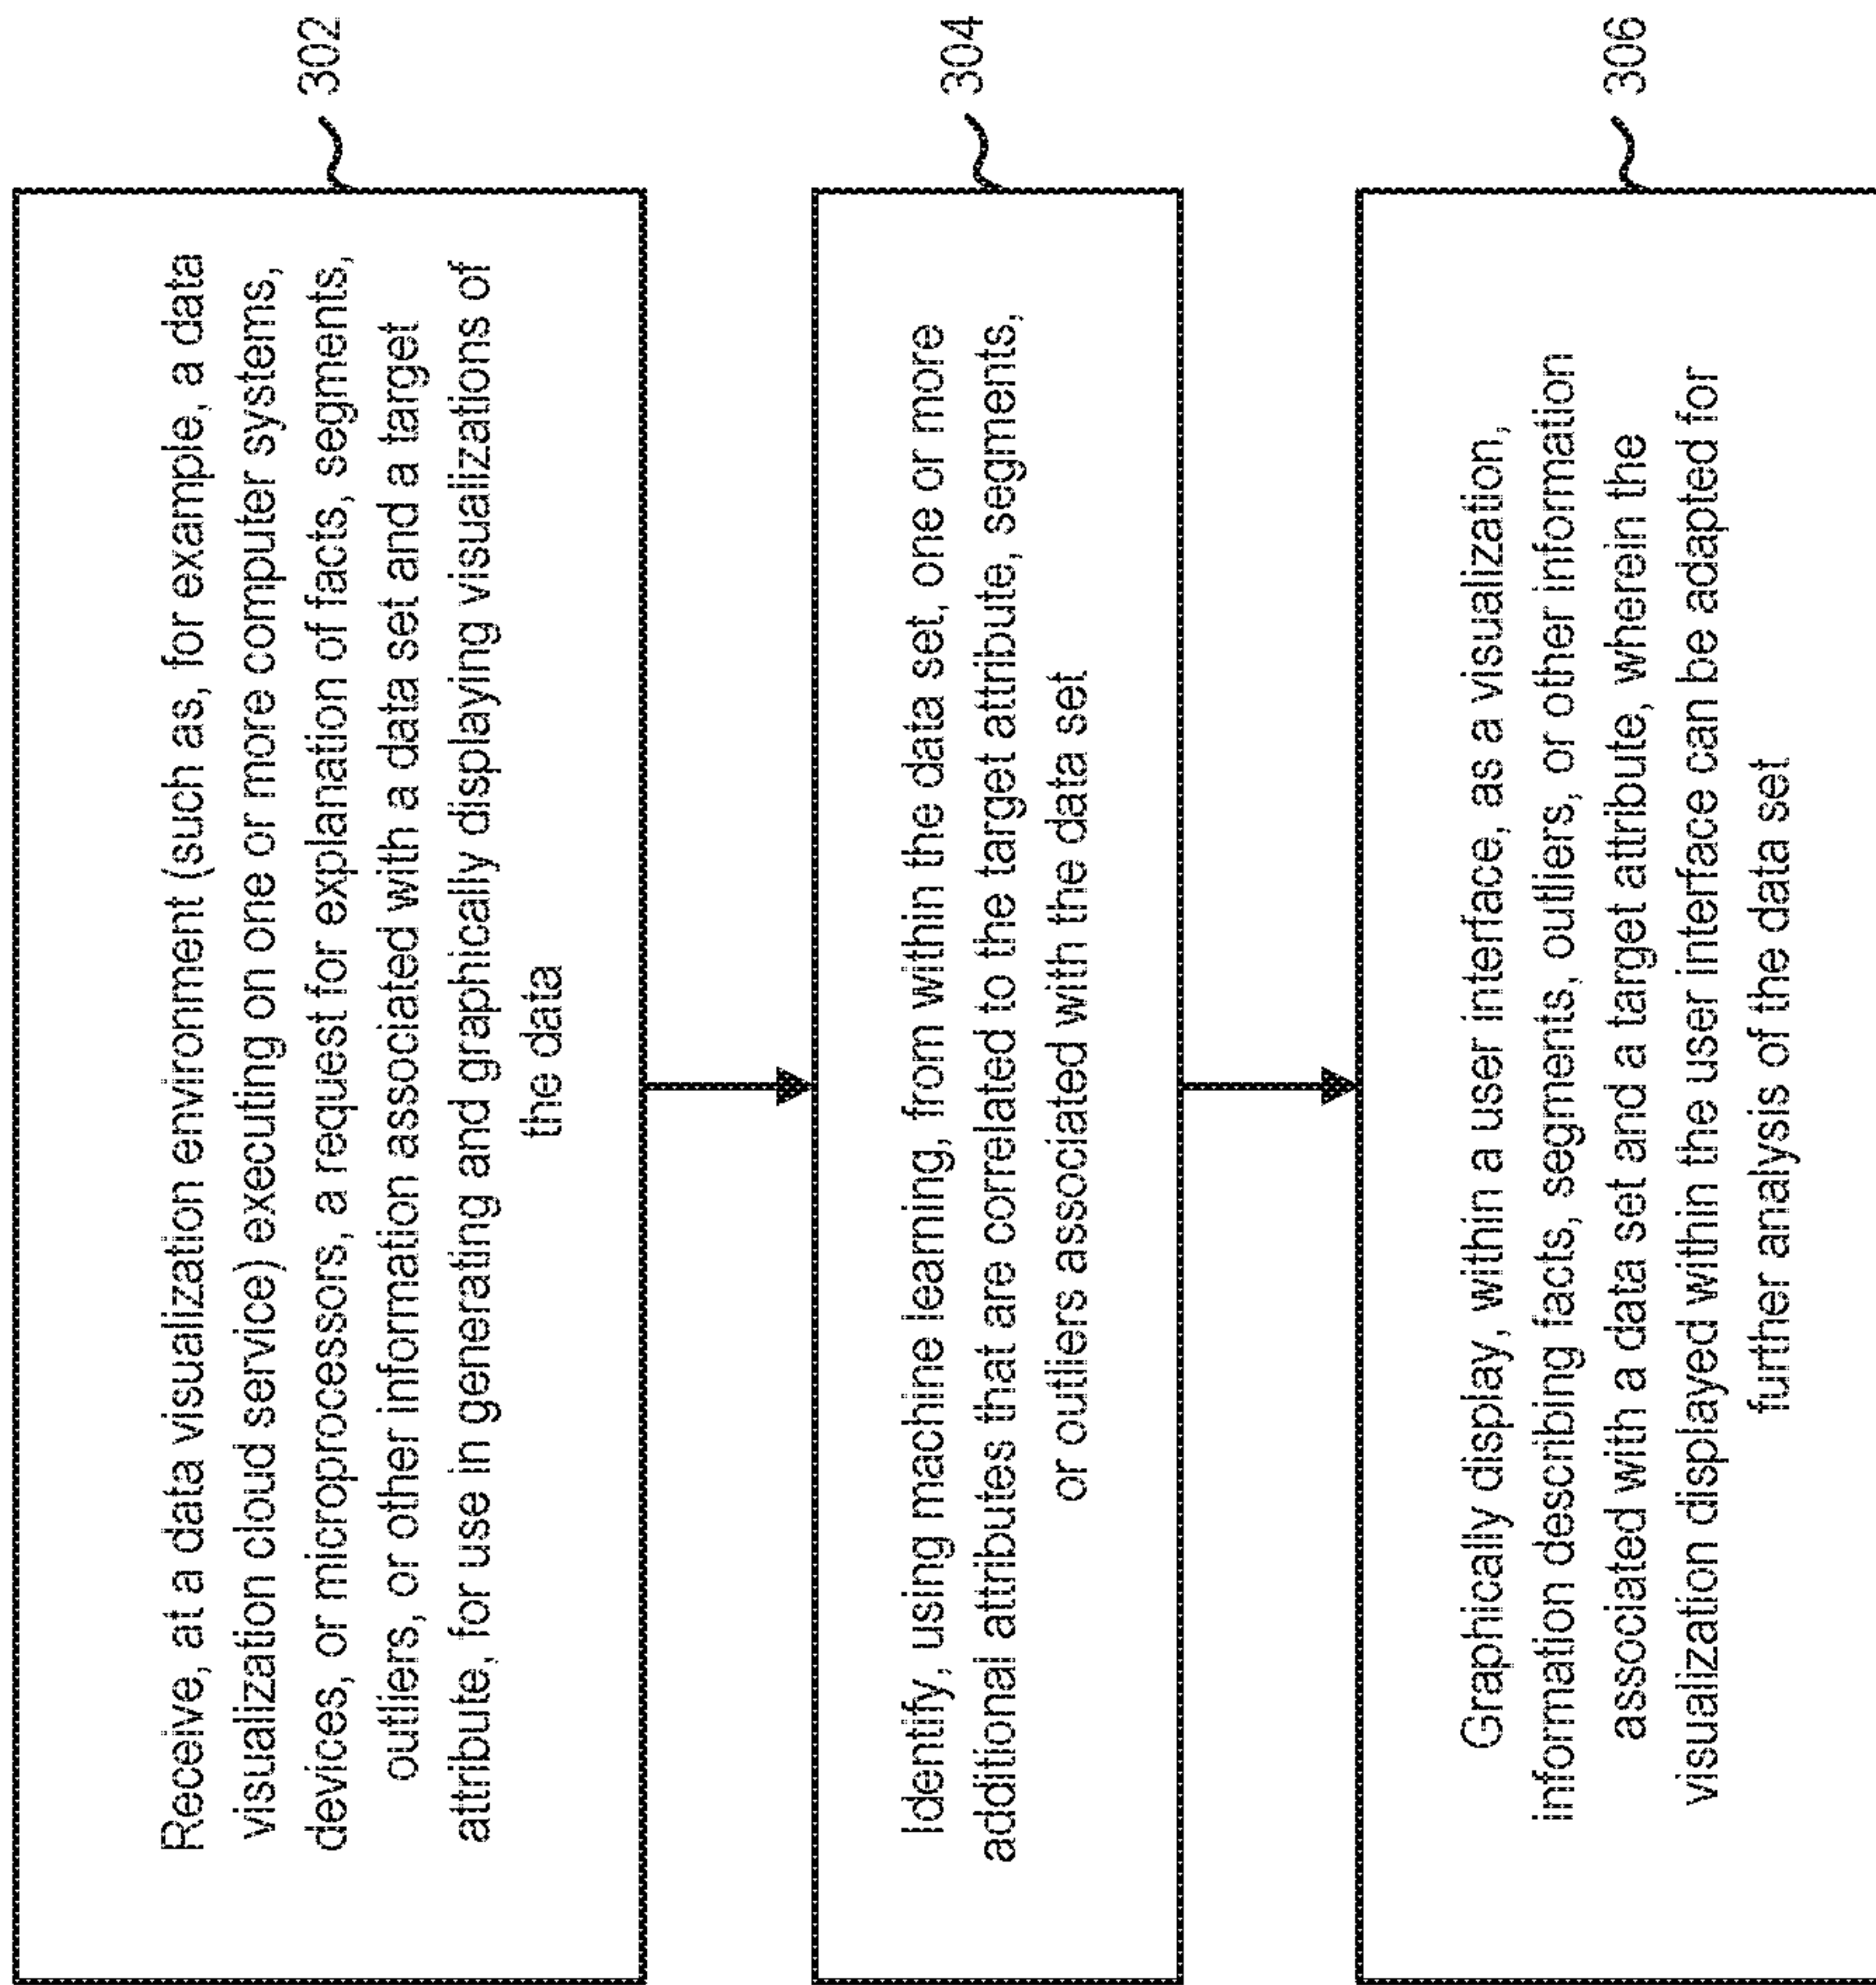 Receive, at a data visualization environment (such as, for example, a data
visualization cloud service) executing on one or more computer systems,
devices, or microprocessors, a request for explanation of facts, segments,
outliers, or other information associated with a data set and a target
attribute, for use in generating and graphically displaying visualizations of
the data
302
Identify, using machine learning, from within the data set, one or more
additional attributes that are correlated to the target attribute, segments,
or outliers associated with the data set
304
Graphically display, within a user interface, as a visualization,
information describing facts, segments, outliers, or other information
associated with a data set and a target attribute, wherein the
visualization displayed within the user interface can be adapted for
further analysis of the data set
306